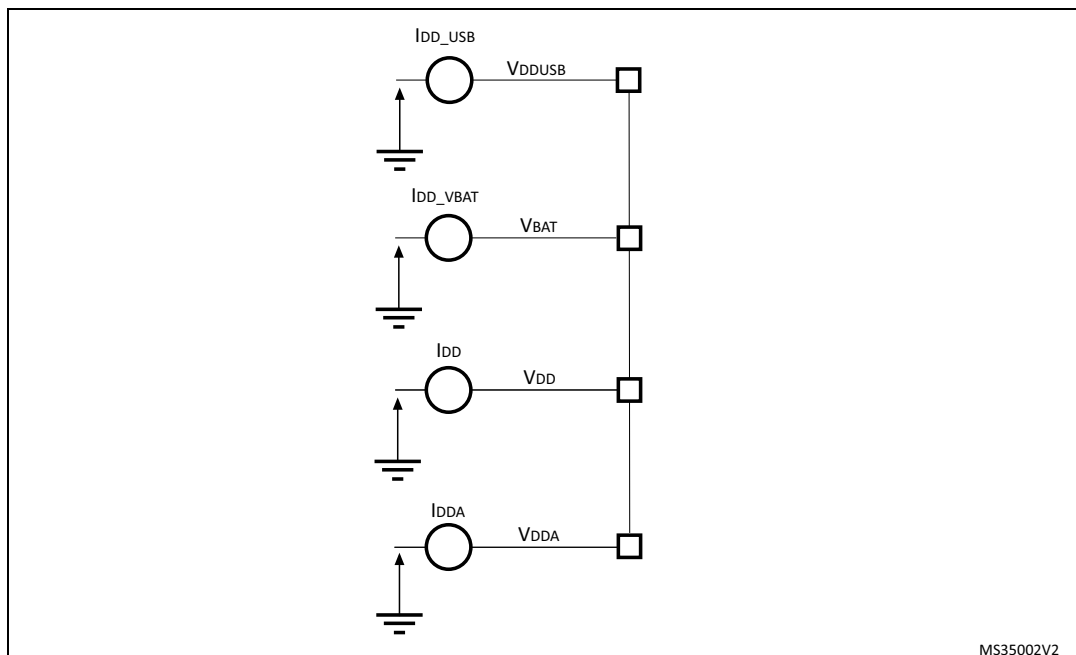 IDD_USB
VDDUSB
IDD_VBAT
VBAT
IDD
VDD
IDDA
VDDA
MS35002V2